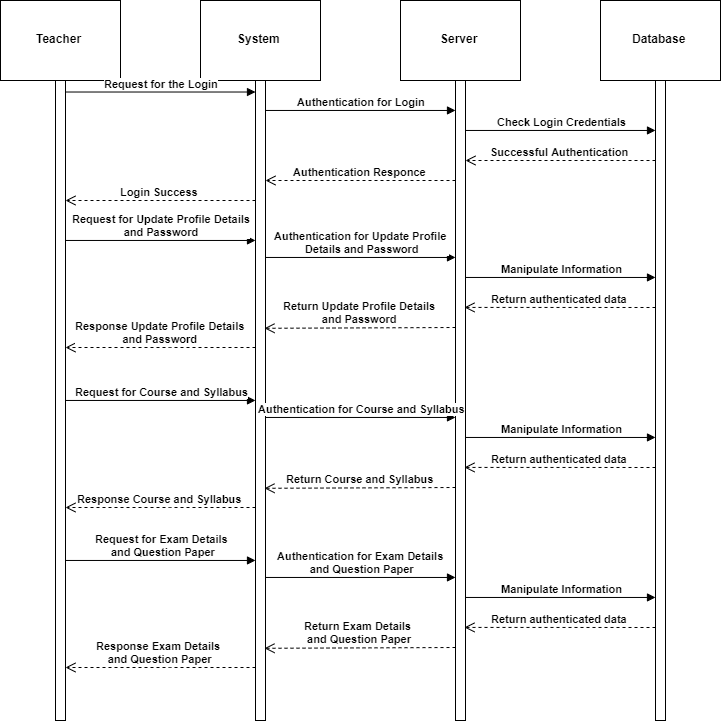 Teacher
System
Server
Database
Request for the Login
Authentication for Login
Check Login Credentials
Successful Authentication
Authentication Responce
Login Success
Request for Update Profile Details
and Password
Authentication for Update Profile
Details and Password
Manipulate Information
Return authenticated data
Return Update Profile Details
and Password
Response Update Profile Details
and Password
Request for Course and Syllabus
Authentication for Course and Syllabus
Manipulate Information
Return authenticated data
Return Course and Syllabus
Response Course and Syllabus
Request for Exam Details
and Question Paper
Authentication for Exam Details
and Question Paper
Manipulate Information
Return authenticated data
Return Exam Details
and Question Paper
Response Exam Details
and Question Paper